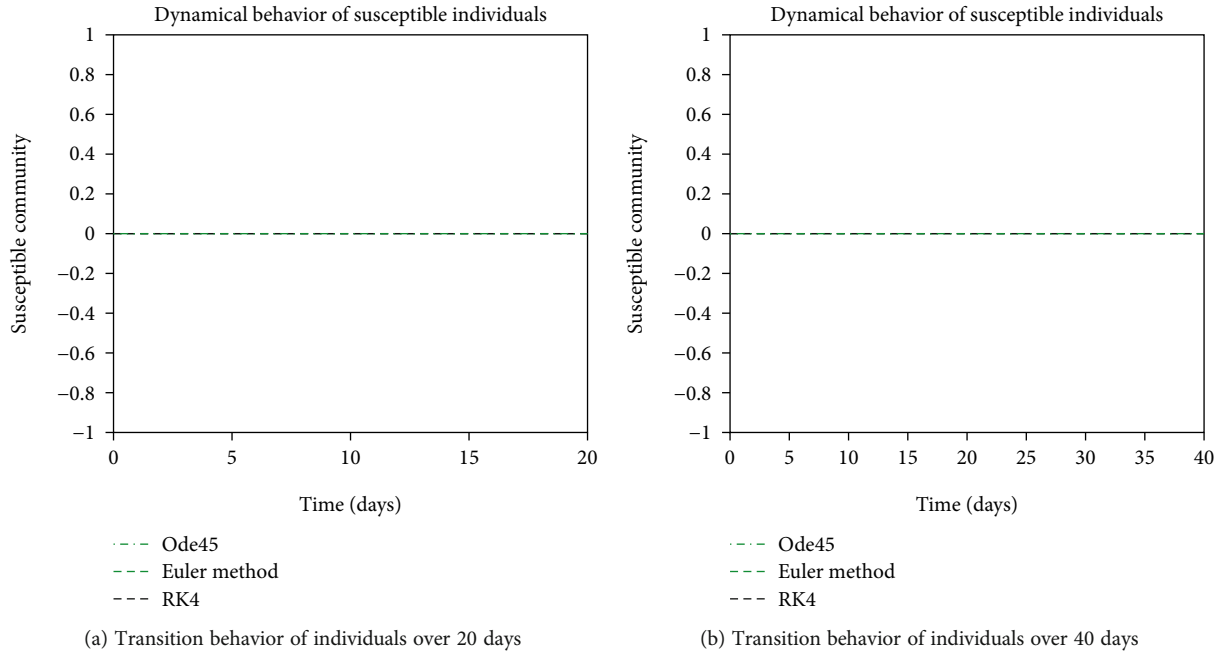 Dynamical behavior of susceptible individuals
1
0.8
0.6
0.4
0.2
0
−0.2
−0.4
−0.6
−0.8
−1
Susceptible community
0 5 10 15 20
Time (days)
Ode45
Euler method
RK4
(a) Transition behavior of individuals over 20 days
Dynamical behavior of susceptible individuals
1
0.8
0.6
0.4
0.2
0
−0.2
−0.4
−0.6
−0.8
−1
Susceptible community
0 5 10 15 20 25 30 35 40
Time (days)
Ode45
Euler method
RK4
(b) Transition behavior of individuals over 40 days